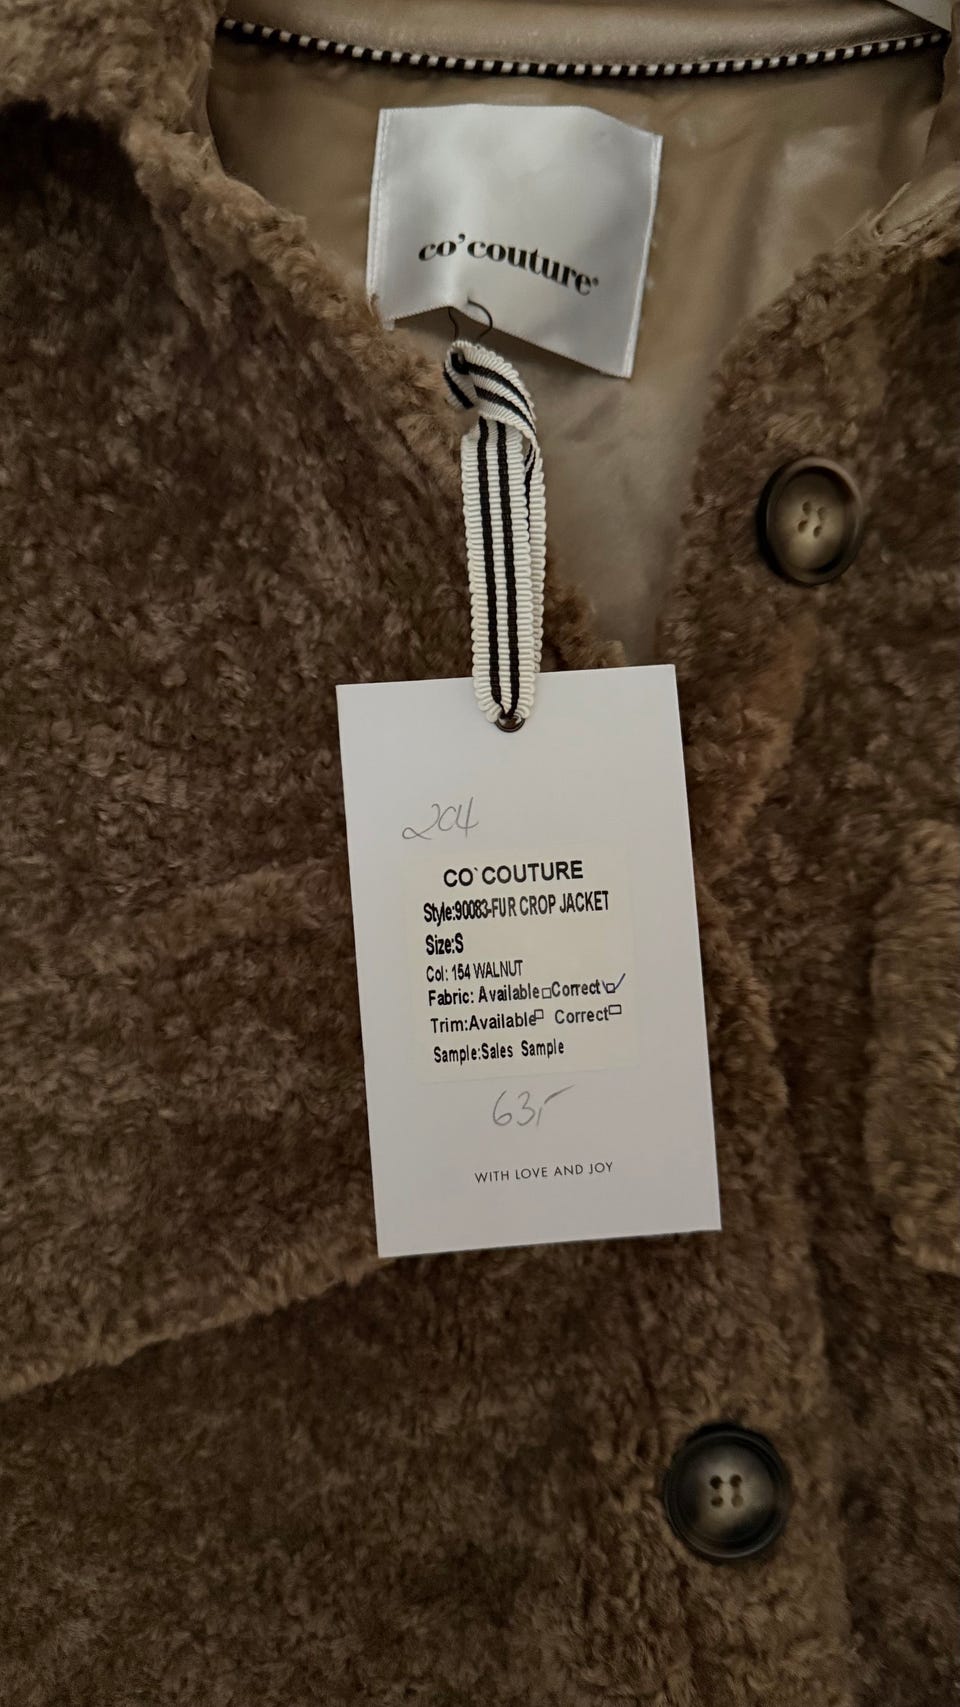 co'couture®
204
CO`COUTURE
Style:90083-FUR CROP JACKET
Size:S
Col: 154 WALNUT
Fabric: Available□Correct□✓
Trim:Available□ Correct□
Sample:Sales Sample
63,-
WITH LOVE AND JOY